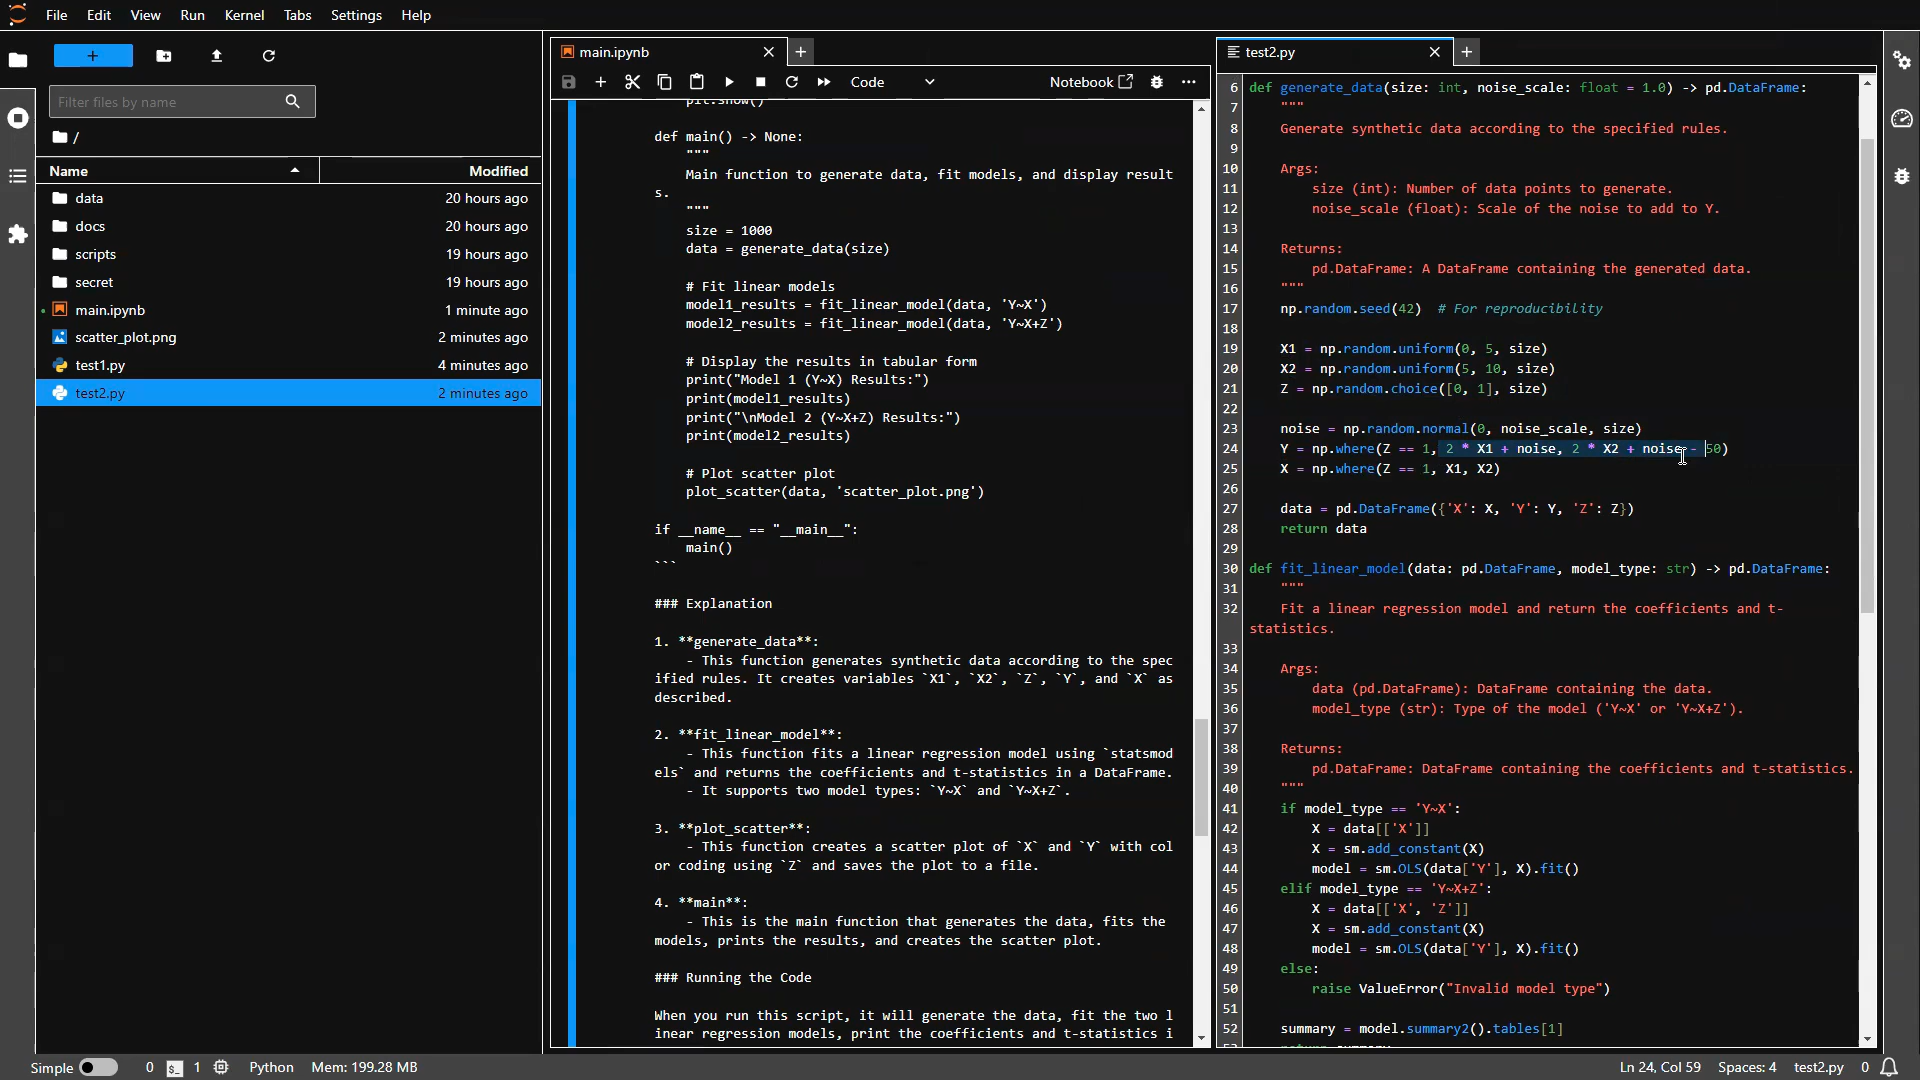 File Edit View Run Kernel Tabs Settings Help
+
Filter files by name
/
Name Modified
data 20 hours ago
docs 20 hours ago
scripts 19 hours ago
secret 19 hours ago
main.ipynb 1 minute ago
scatter_plot.png 2 minutes ago
test1.py 4 minutes ago
test2.py 2 minutes ago
main.ipynb
Code Notebook
def main() -> None:
"""
Main function to generate data, fit models, and display result
s.
"""
size = 1000
data = generate_data(size)
# Fit linear models
model1_results = fit_linear_model(data, 'Y~X')
model2_results = fit_linear_model(data, 'Y~X+Z')
# Display the results in tabular form
print("Model 1 (Y~X) Results:")
print(model1_results)
print("\nModel 2 (Y~X+Z) Results:")
print(model2_results)
# Plot scatter plot
plot_scatter(data, 'scatter_plot.png')
if __name__ == "__main__":
main()
```
### Explanation
1. **generate_data**:
- This function generates synthetic data according to the spec
ified rules. It creates variables `X1`, `X2`, `Z`, `Y`, and `X` as
described.
2. **fit_linear_model**:
- This function fits a linear regression model using `statsmod
els` and returns the coefficients and t-statistics in a DataFrame.
- It supports two model types: `Y~X` and `Y~X+Z`.
3. **plot_scatter**:
- This function creates a scatter plot of `X` and `Y` with col
or coding using `Z` and saves the plot to a file.
4. **main**:
- This is the main function that generates the data, fits the
models, prints the results, and creates the scatter plot.
### Running the Code
When you run this script, it will generate the data, fit the two l
inear regression models, print the coefficients and t-statistics i
test2.py
6 def generate_data(size: int, noise_scale: float = 1.0) -> pd.DataFrame:
7 """
8 Generate synthetic data according to the specified rules.
9
10 Args:
11 size (int): Number of data points to generate.
12 noise_scale (float): Scale of the noise to add to Y.
13
14 Returns:
15 pd.DataFrame: A DataFrame containing the generated data.
16 """
17 np.random.seed(42) # For reproducibility
18
19 X1 = np.random.uniform(0, 5, size)
20 X2 = np.random.uniform(5, 10, size)
21 Z = np.random.choice([0, 1], size)
22
23 noise = np.random.normal(0, noise_scale, size)
24 Y = np.where(Z == 1, 2 * X1 + noise, 2 * X2 + noise - 50)
25 X = np.where(Z == 1, X1, X2)
26
27 data = pd.DataFrame({'X': X, 'Y': Y, 'Z': Z})
28 return data
29
30 def fit_linear_model(data: pd.DataFrame, model_type: str) -> pd.DataFrame:
31 """
32 Fit a linear regression model and return the coefficients and t-
statistics.
33
34 Args:
35 data (pd.DataFrame): DataFrame containing the data.
36 model_type (str): Type of the model ('Y~X' or 'Y~X+Z').
37
38 Returns:
39 pd.DataFrame: DataFrame containing the coefficients and t-statistics.
40 """
41 if model_type == 'Y~X':
42 X = data[['X']]
43 X = sm.add_constant(X)
44 model = sm.OLS(data['Y'], X).fit()
45 elif model_type == 'Y~X+Z':
46 X = data[['X', 'Z']]
47 X = sm.add_constant(X)
48 model = sm.OLS(data['Y'], X).fit()
49 else:
50 raise ValueError("Invalid model type")
51
52 summary = model.summary2().tables[1]
Simple 0 1 Python Mem: 199.28 MB Ln 24, Col 59 Spaces: 4 test2.py 0